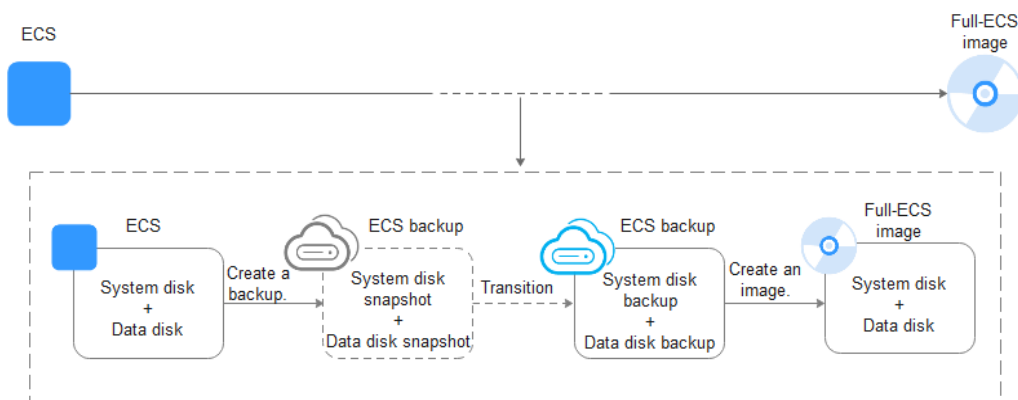 ECS
Full-ECS
image
ECS
System disk
+
Data disk
Create a
backup.
ECS backup
System disk
snapshot
+
Data disk snapshot
Transition
ECS backup
System disk
backup
+
Data disk backup
Create an
image.
Full-ECS
image
System disk
+
Data disk